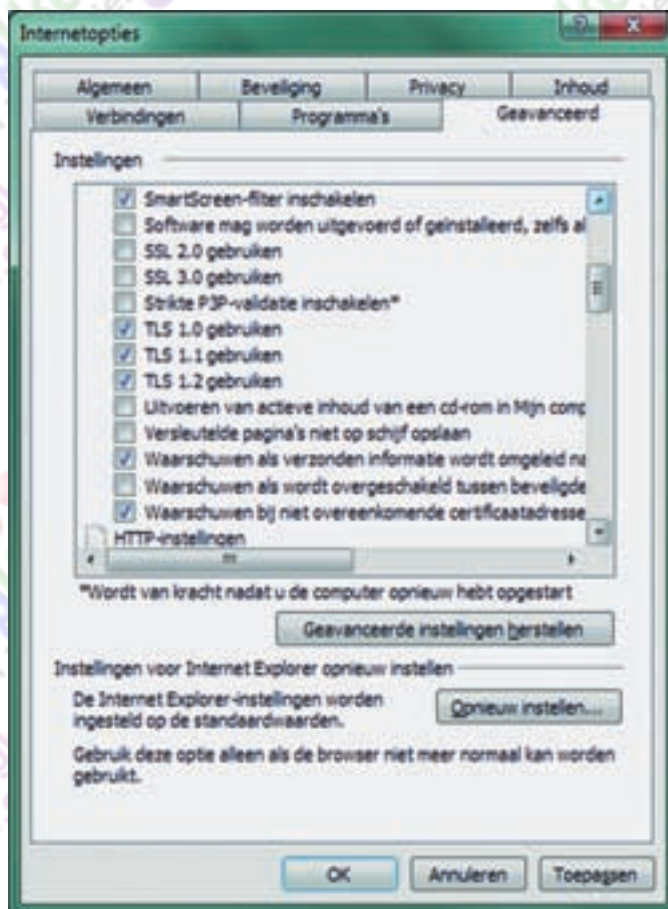 Internetopties
Algemeen Beveiliging Privacy Inhoud
Verbindingen Programma's Geavanceerd
Instellingen
SmartScreen-filter inschakelen
Software mag worden uitgevoerd of geïnstalleerd, zelfs al
SSL 2.0 gebruiken
SSL 3.0 gebruiken
Strikte P3P-validatie inschakelen*
TLS 1.0 gebruiken
TLS 1.1 gebruiken
TLS 1.2 gebruiken
Uitvoeren van actieve inhoud van een cd-rom in Mijn comp
Versleutelde pagina's niet op schijf opslaan
Waarschuwen als verzonden informatie wordt omgeleid na
Waarschuwen als wordt overgeschakeld tussen beveiligde
Waarschuwen bij niet overeenkomende certificaatadresse
HTTP-instellingen
*Wordt van kracht nadat u de computer opnieuw hebt opgestart
Geavanceerde instellingen herstellen
Instellingen voor Internet Explorer opnieuw instellen
De Internet Explorer-instellingen worden
ingesteld op de standaardwaarden.
Opnieuw instellen...
Gebruik deze optie alleen als de browser niet meer normaal kan worden
gebruikt.
OK Annuleren Toepassen